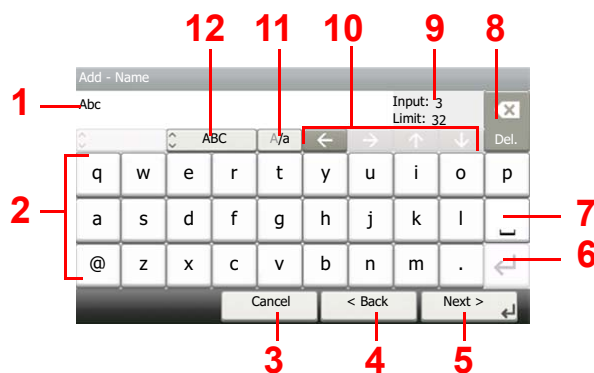 12 11 10 9 8
Add - Name
1 Abc Input: 3
Limit: 32
ABC A/a ← → ↑ ↓ Del.
q w e r t y u i o p
2 a s d f g h j k l 7
@ z x c v b n m . 6
Cancel < Back Next >
3 4 5